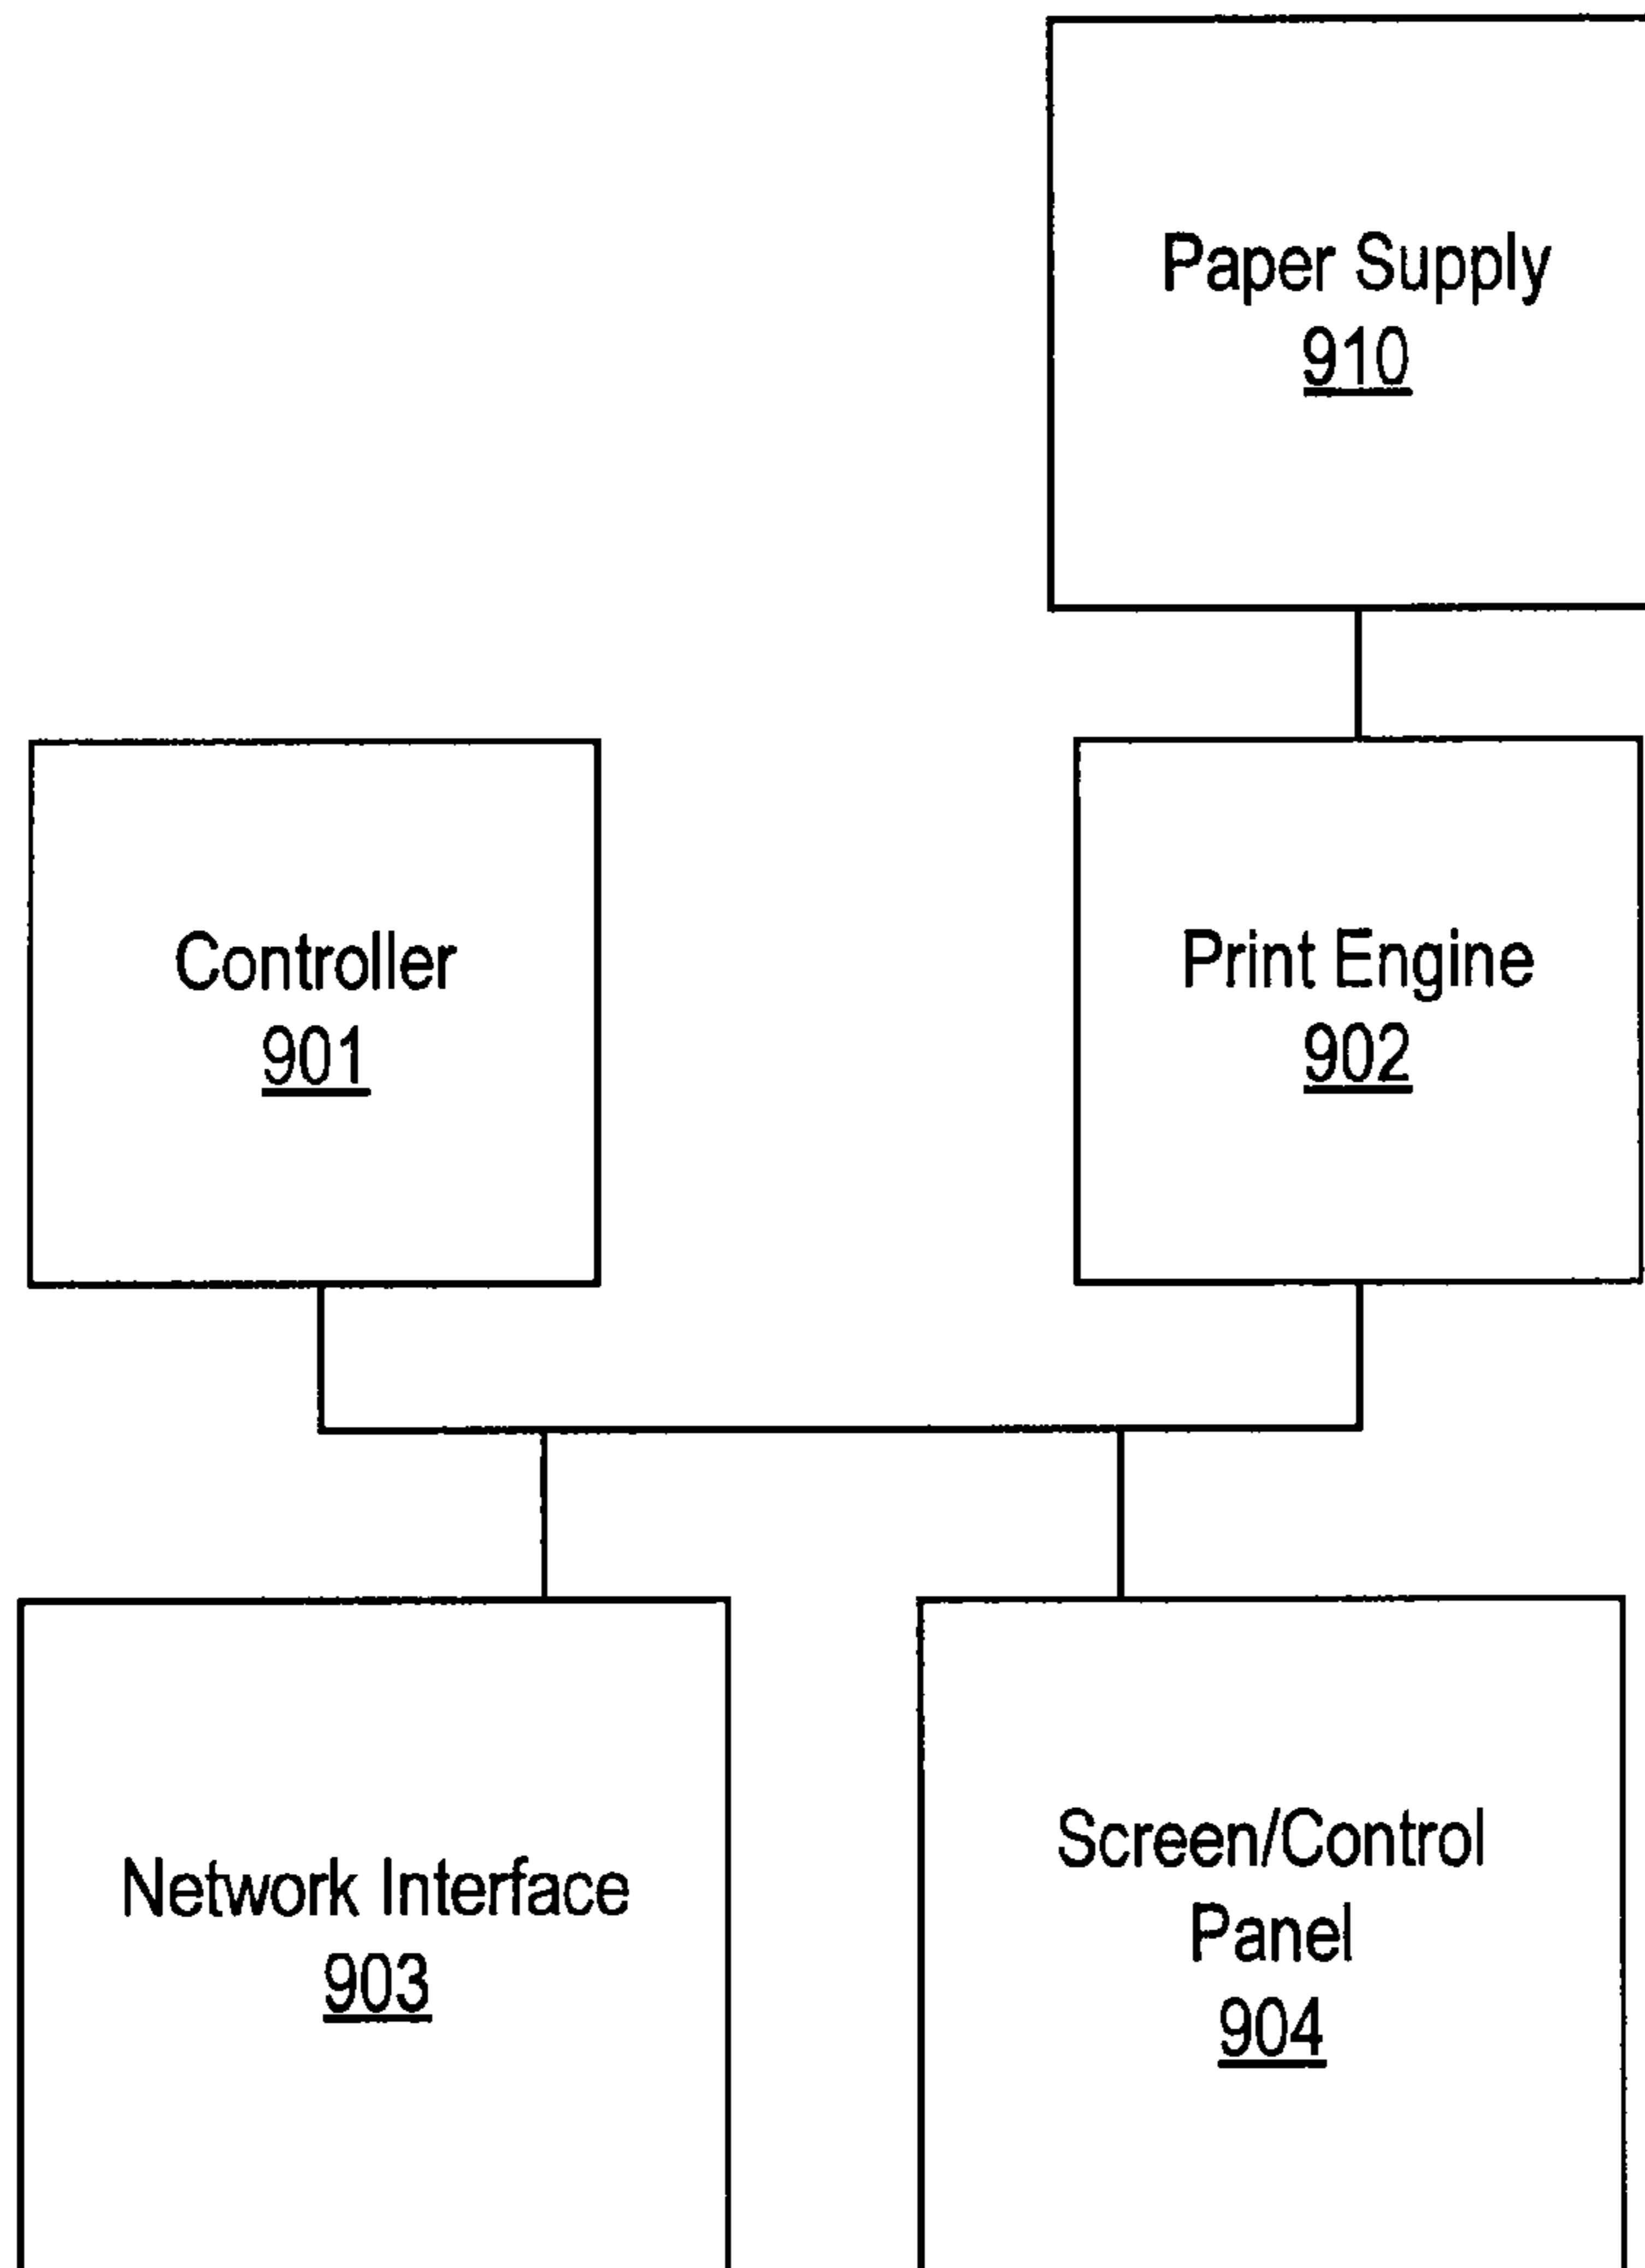 Paper Supply
910
Controller
901
Print Engine
902
Network Interface
903
Screen/Control
Panel
904